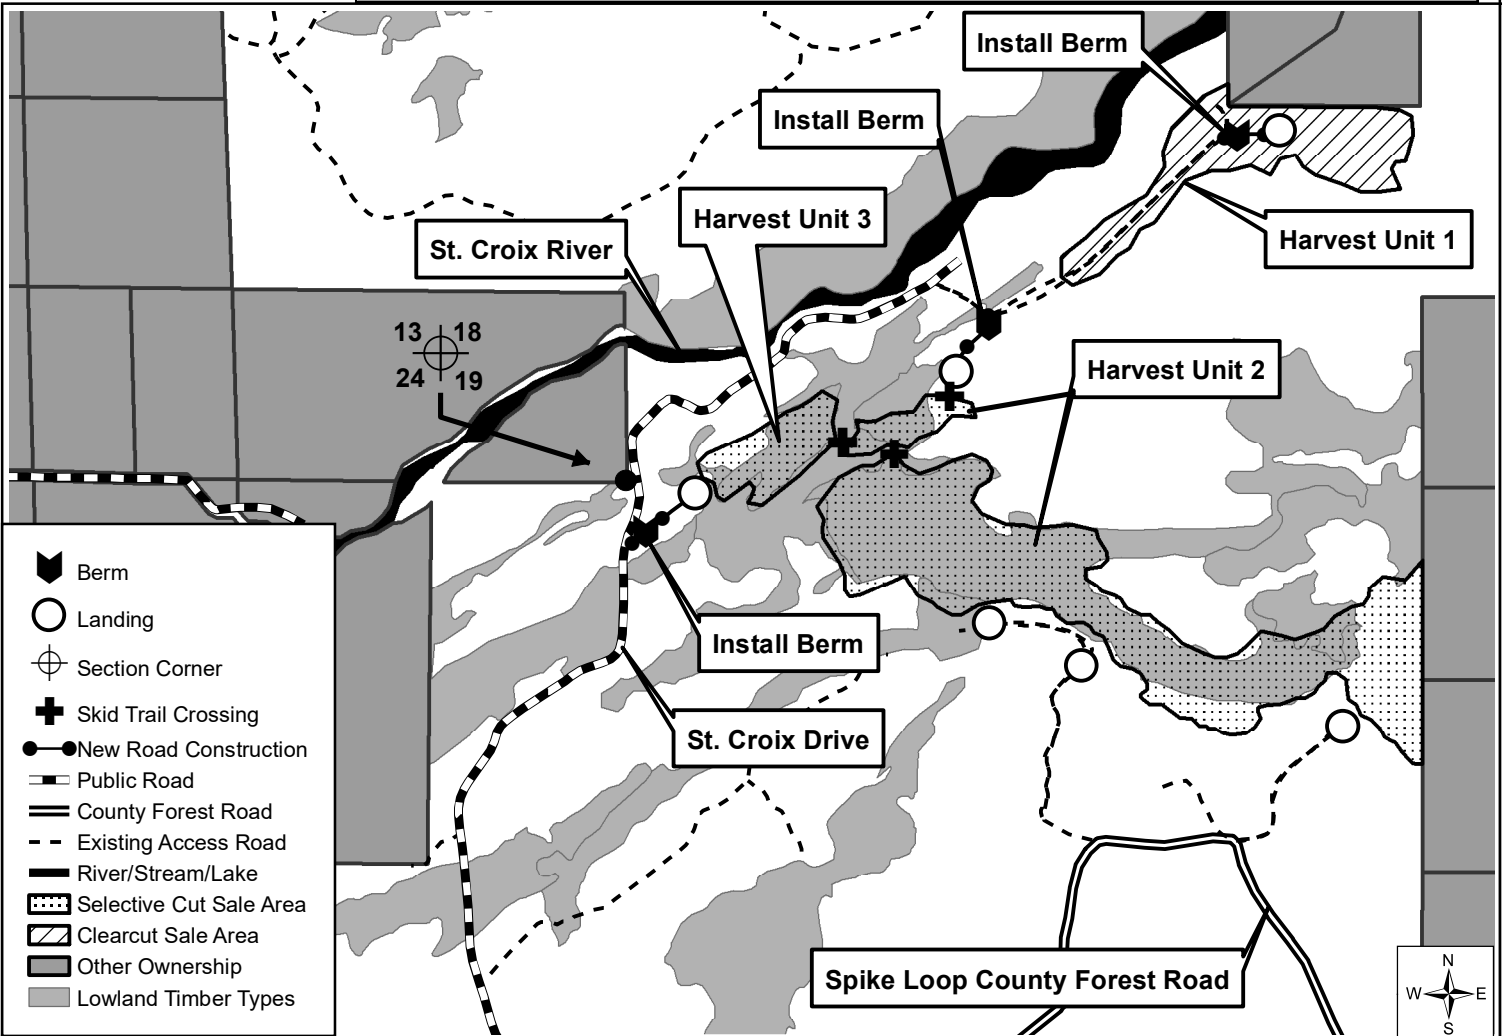 Install Berm
Install Berm
Harvest Unit 3
St. Croix River
Harvest Unit 1
13 18
24 19
Harvest Unit 2
Install Berm
St. Croix Drive
Spike Loop County Forest Road
Berm
Landing
Section Corner
Skid Trail Crossing
New Road Construction
Public Road
County Forest Road
Existing Access Road
River/Stream/Lake
Selective Cut Sale Area
Clearcut Sale Area
Other Ownership
Lowland Timber Types
N
W E
S